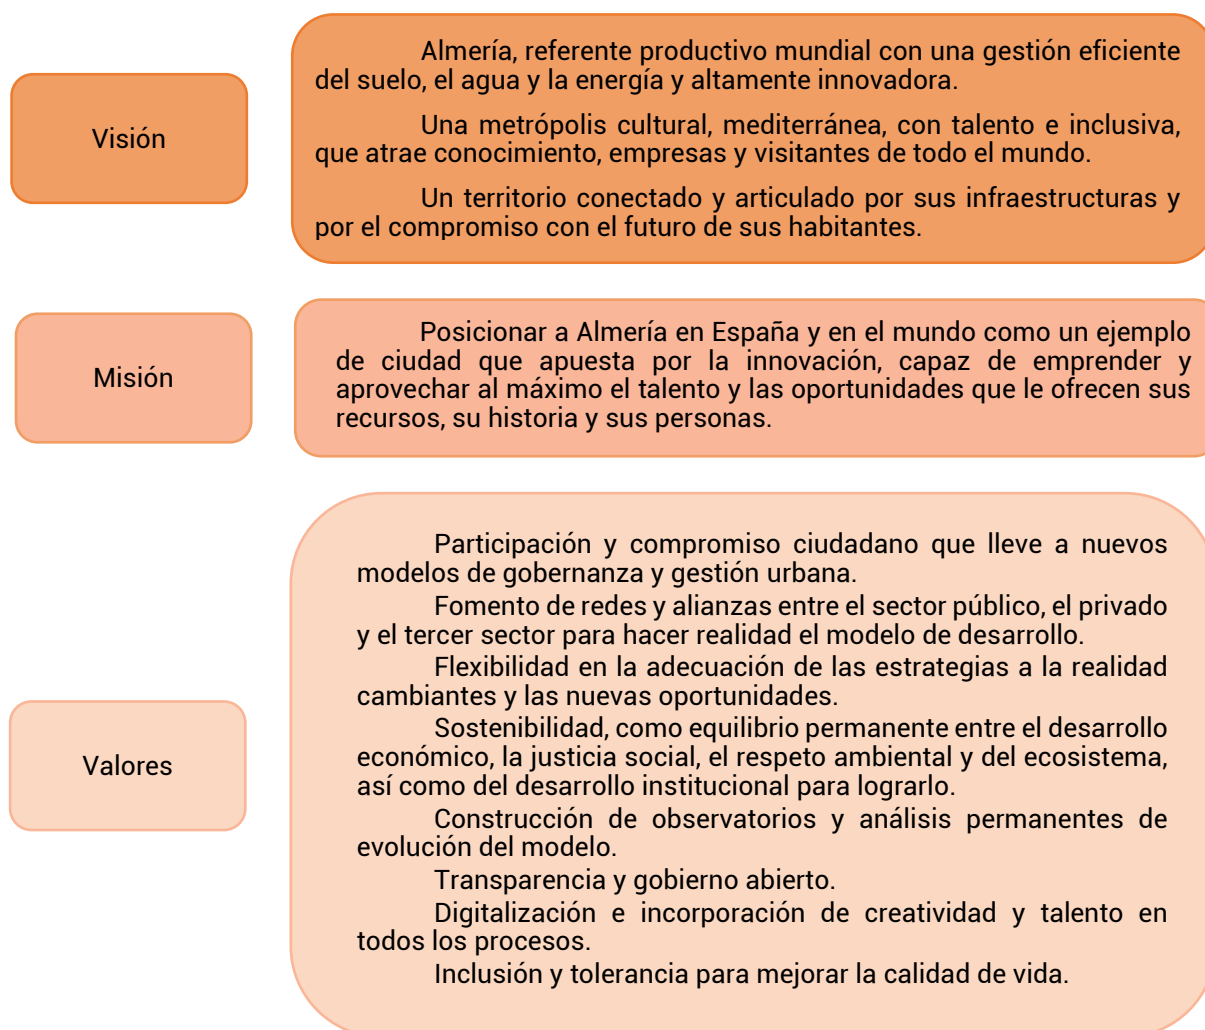 Visión
Almería, referente productivo mundial con una gestión eficiente
del suelo, el agua y la energía y altamente innovadora.
Una metrópolis cultural, mediterránea, con talento e inclusiva,
que atrae conocimiento, empresas y visitantes de todo el mundo.
Un territorio conectado y articulado por sus infraestructuras y
por el compromiso con el futuro de sus habitantes.
Misión
Posicionar a Almería en España y en el mundo como un ejemplo
de ciudad que apuesta por la innovación, capaz de emprender y
aprovechar al máximo el talento y las oportunidades que le ofrecen sus
recursos, su historia y sus personas.
Valores
Participación y compromiso ciudadano que lleve a nuevos
modelos de gobernanza y gestión urbana.
Fomento de redes y alianzas entre el sector público, el privado
y el tercer sector para hacer realidad el modelo de desarrollo.
Flexibilidad en la adecuación de las estrategias a la realidad
cambiantes y las nuevas oportunidades.
Sostenibilidad, como equilibrio permanente entre el desarrollo
económico, la justicia social, el respeto ambiental y del ecosistema,
así como del desarrollo institucional para lograrlo.
Construcción de observatorios y análisis permanentes de
evolución del modelo.
Transparencia y gobierno abierto.
Digitalización e incorporación de creatividad y talento en
todos los procesos.
Inclusión y tolerancia para mejorar la calidad de vida.